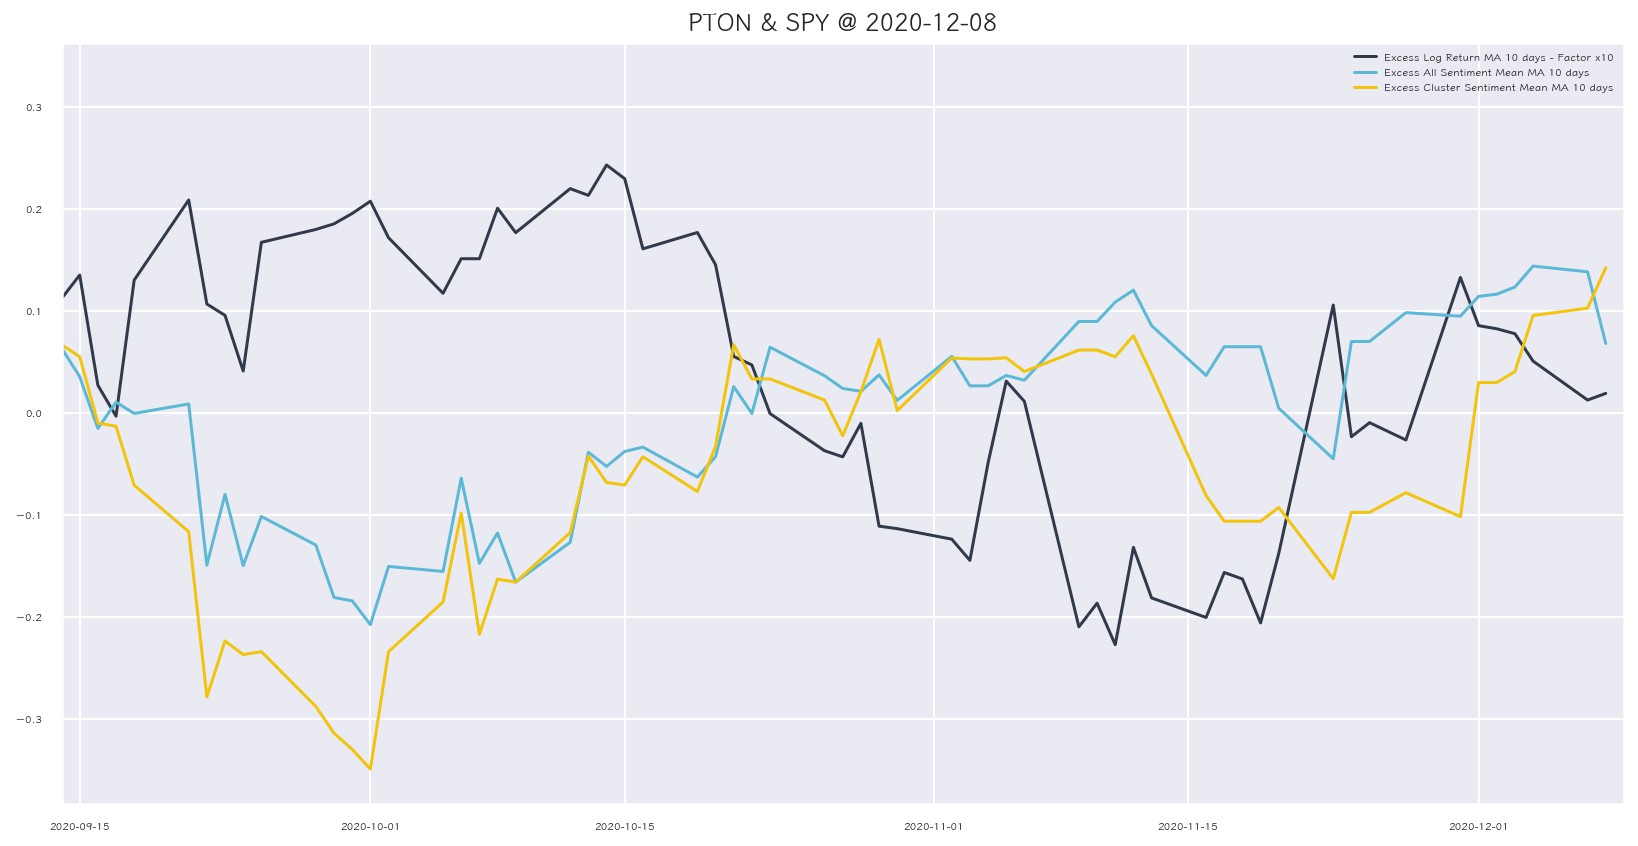 PTON & SPY @ 2020-12-08
Excess Log Return MA 10 days - Factor x10
Excess All Sentiment Mean MA 10 days
Excess Cluster Sentiment Mean MA 10 days
0.3
0.2
0.1
0.0
−0.1
−0.2
−0.3
2020-09-15 2020-10-01 2020-10-15 2020-11-01 2020-11-15 2020-12-01